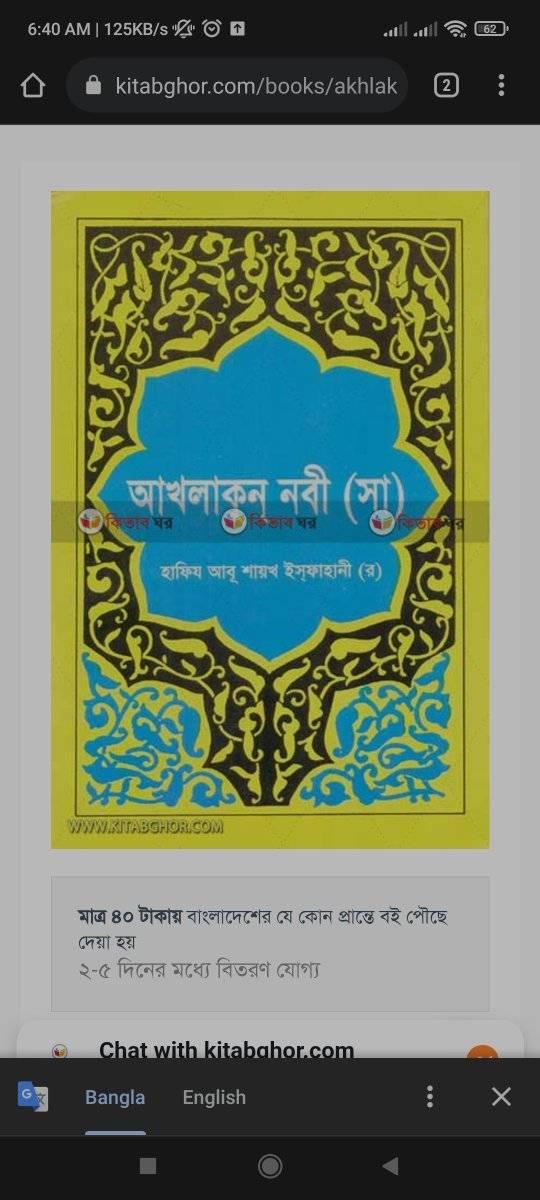 6:40 AM | 125KB/s
62
kitabghor.com/books/akhlak
2
আখলাকুন নবী (সা)
কিতাব ঘর কিতাব ঘর কিতাব ঘর
হাফিয আবূ শায়খ ইস্ফাহানী (র)
WWW.KITABGHOR.COM
মাত্র ৪০ টাকায় বাংলাদেশের যে কোন প্রান্তে বই পৌছে
দেয়া হয়
২-৫ দিনের মধ্যে বিতরণ যোগ্য
Chat with kitabghor.com
Bangla English